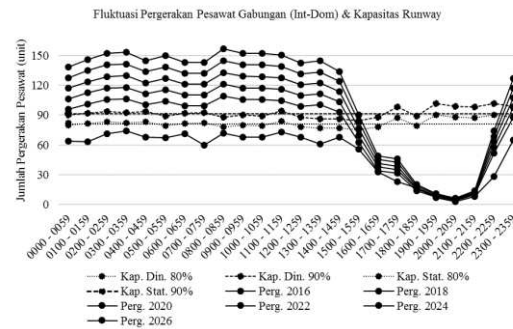 Fluktuasi Pergerakan Pesawat Gabungan (Int-Dom) & Kapasitas Runway
Jumlah Pergerakan Pesawat (unit)
150
120
90
60
30
0
0000 - 0059
0100 - 0159
0200 - 0259
0300 - 0359
0400 - 0459
0500 - 0559
0600 - 0659
0700 - 0759
0800 - 0859
0900 - 0959
1000 - 1059
1100 - 1159
1200 - 1259
1300 - 1359
1400 - 1459
1500 - 1559
1600 - 1659
1700 - 1759
1800 - 1859
1900 - 1959
2000 - 2059
2100 - 2159
2200 - 2259
2300 - 2359
Kap. Din. 80% Kap. Din. 90% Kap. Stat. 80%
Kap. Stat. 90% Perg. 2016 Perg. 2018
Perg. 2020 Perg. 2022 Perg. 2024
Perg. 2026